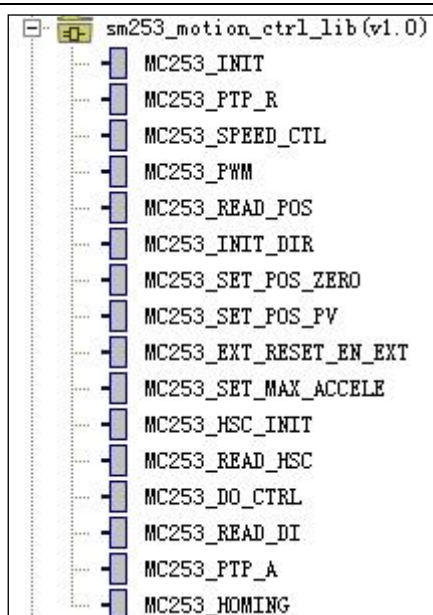 sm253_motion_ctrl_lib(v1.0)
MC253_INIT
MC253_PTP_R
MC253_SPEED_CTL
MC253_PWM
MC253_READ_POS
MC253_INIT_DIR
MC253_SET_POS_ZERO
MC253_SET_POS_PV
MC253_EXT_RESET_EN_EXT
MC253_SET_MAX_ACCELE
MC253_HSC_INIT
MC253_READ_HSC
MC253_DO_CTRL
MC253_READ_DI
MC253_PTP_A
MC253_HOMING